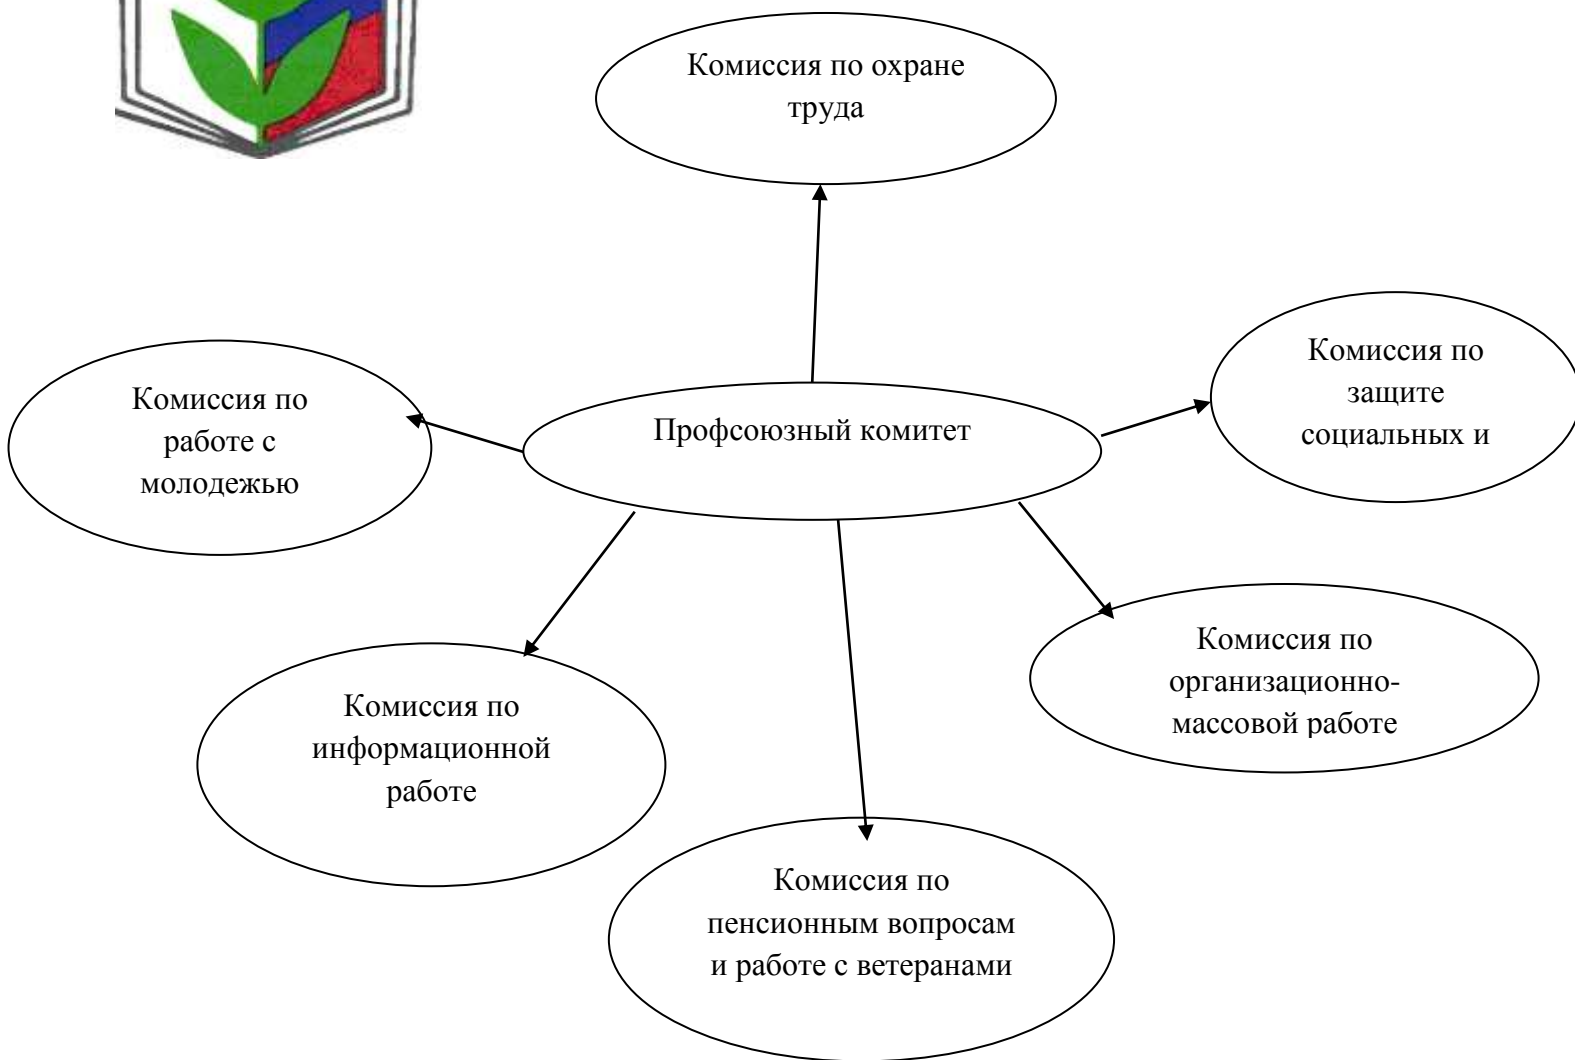 Комиссия по охране
труда
Комиссия по
защите
социальных и
Комиссия по
работе с
молодежью
Профсоюзный комитет
Комиссия по
организационно-
массовой работе
Комиссия по
информационной
работе
Комиссия по
пенсионным вопросам
и работе с ветеранами